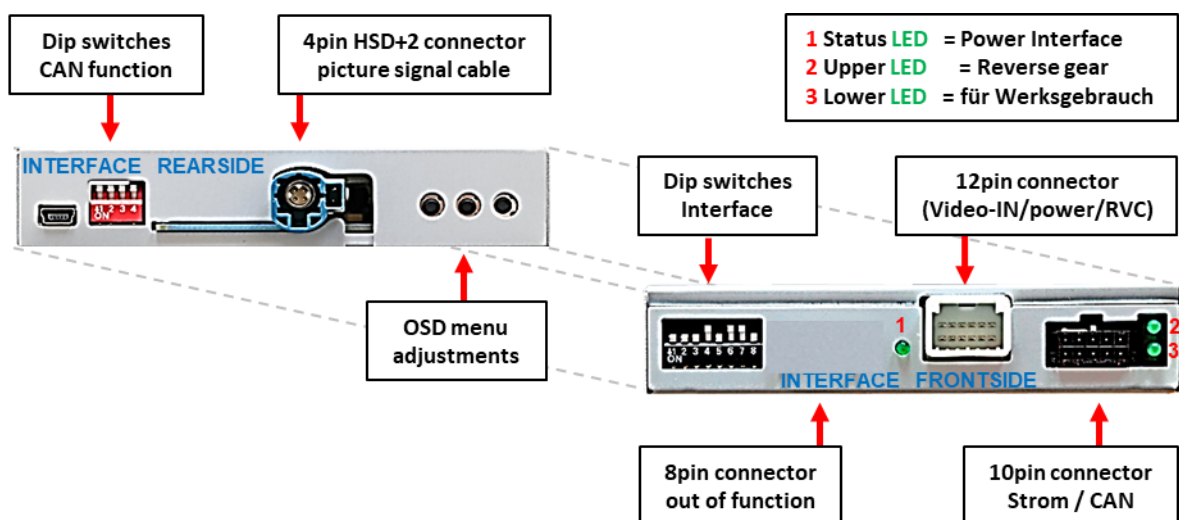 Dip switches
CAN function
4pin HSD+2 connector
picture signal cable
1 Status LED = Power Interface
2 Upper LED = Reverse gear
3 Lower LED = für Werksgebrauch
INTERFACE REARSIDE
1 2 3 4
ON
Dip switches
Interface
12pin connector
(Video-IN/power/RVC)
OSD menu
adjustments
1
2
3
1 2 3 4 5 6 7 8
ON
INTERFACE FRONTSIDE
8pin connector
out of function
10pin connector
Strom / CAN